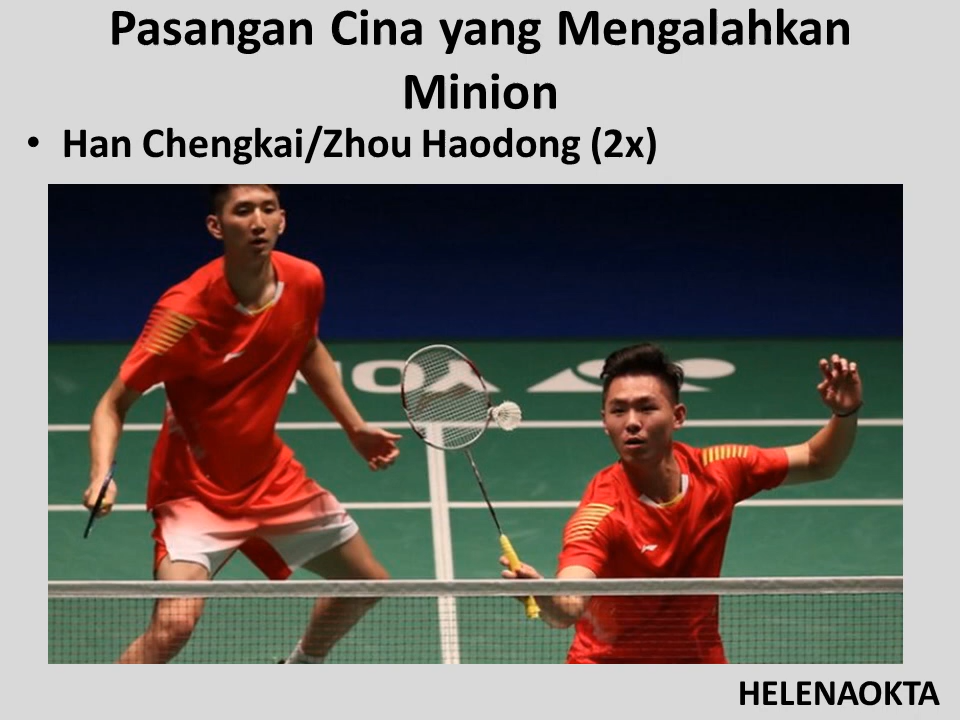 Pasangan Cina yang Mengalahkan
Minion
• Han Chengkai/Zhou Haodong (2x)
HELENAOKTA